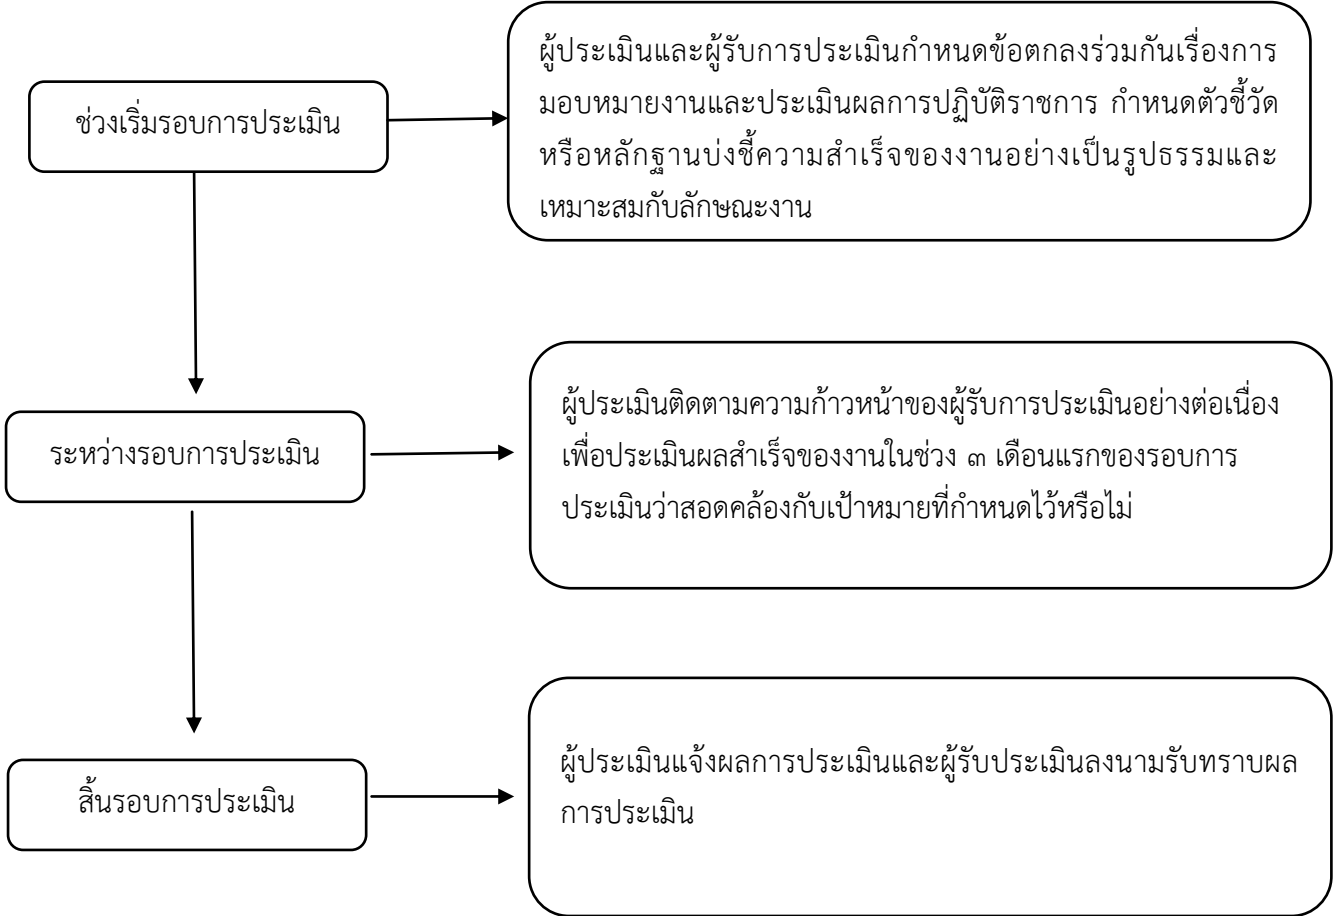 ช่วงเริ่มรอบการประเมิน
ผู้ประเมินและผู้รับการประเมินกำหนดข้อตกลงร่วมกันเรื่องการ
มอบหมายงานและประเมินผลการปฏิบัติราชการ กำหนดตัวชี้วัด
หรือหลักฐานบ่งชี้ความสำเร็จของงานอย่างเป็นรูปธรรมและ
เหมาะสมกับลักษณะงาน
ระหว่างรอบการประเมิน
ผู้ประเมินติดตามความก้าวหน้าของผู้รับการประเมินอย่างต่อเนื่อง
เพื่อประเมินผลสำเร็จของงานในช่วง ๓ เดือนแรกของรอบการ
ประเมินว่าสอดคล้องกับเป้าหมายที่กำหนดไว้หรือไม่
สิ้นรอบการประเมิน
ผู้ประเมินแจ้งผลการประเมินและผู้รับประเมินลงนามรับทราบผล
การประเมิน